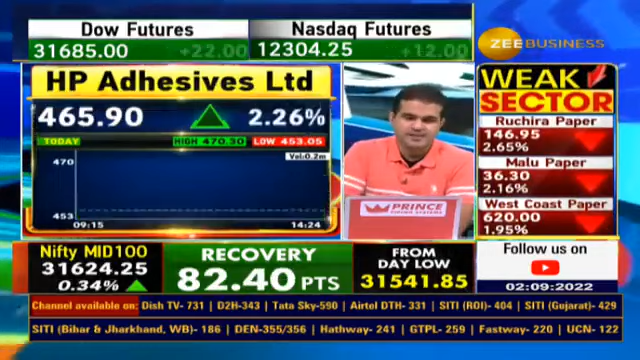 Dow Futures
31685.00 +22.00
Nasdaq Futures
12304.25 +12.00
ZEE BUSINESS
HP Adhesives Ltd
465.90 2.26%
TODAY HIGH 470.30 LOW 453.05
Vol:0.2m
470
453
09:15 14:24
PRINCE
PIPING SYSTEMS
WEAK
SECTOR
Ruchira Paper
146.95
2.65%
Malu Paper
36.30
2.16%
West Coast Paper
620.00
1.95%
Nifty MID100
31624.25
0.34%
RECOVERY
82.40 PTS
FROM
DAY LOW
31541.85
Follow us on
02:09:2022
Channel available on: Dish TV- 731 | D2H-343 | Tata Sky-590 | Airtel DTH- 331 | SITI (ROI)- 404 | SITI (Gujarat)- 429
SITI (Bihar & Jharkhand, WB)- 186 | DEN-355/356 | Hathway- 241 | GTPL- 259 | Fastway- 220 | UCN- 122